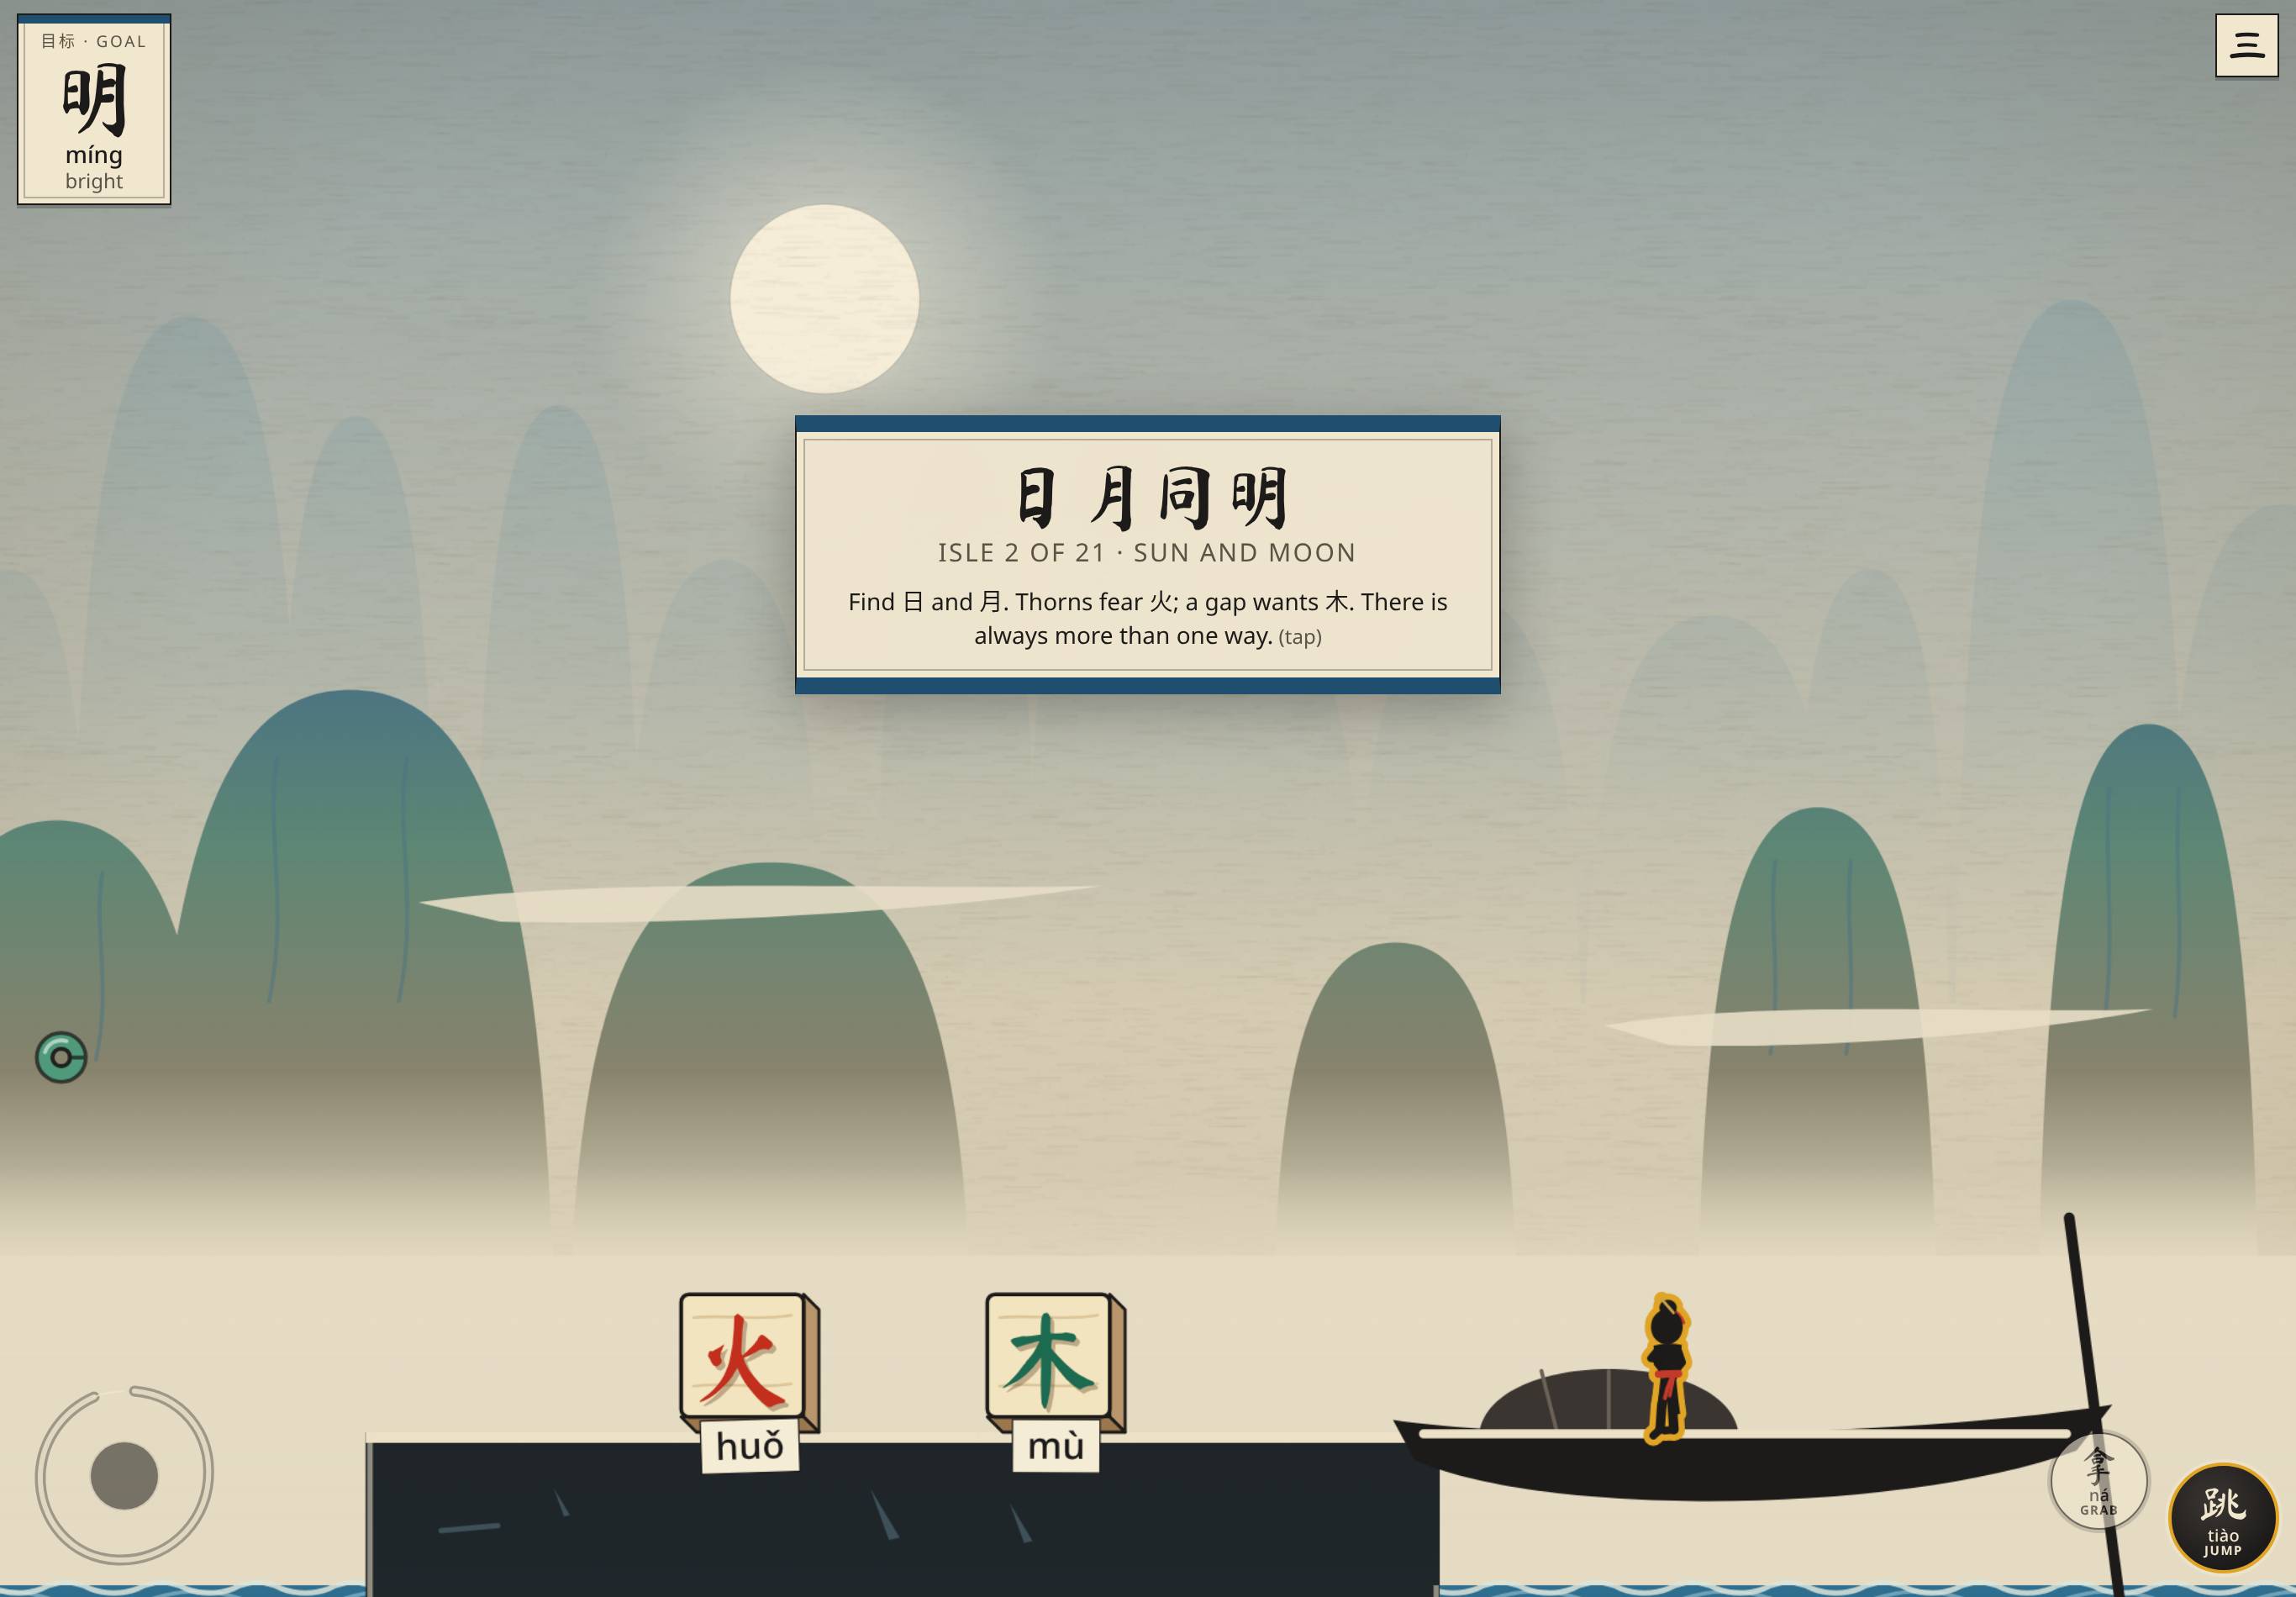 目标 · GOAL
明
míng
bright
三
日月同明
ISLE 2 OF 21 · SUN AND MOON
Find 日 and 月. Thorns fear 火; a gap wants 木. There is
always more than one way. (tap)
火
huǒ
木
mù
拿
ná
GRAB
跳
tiào
JUMP